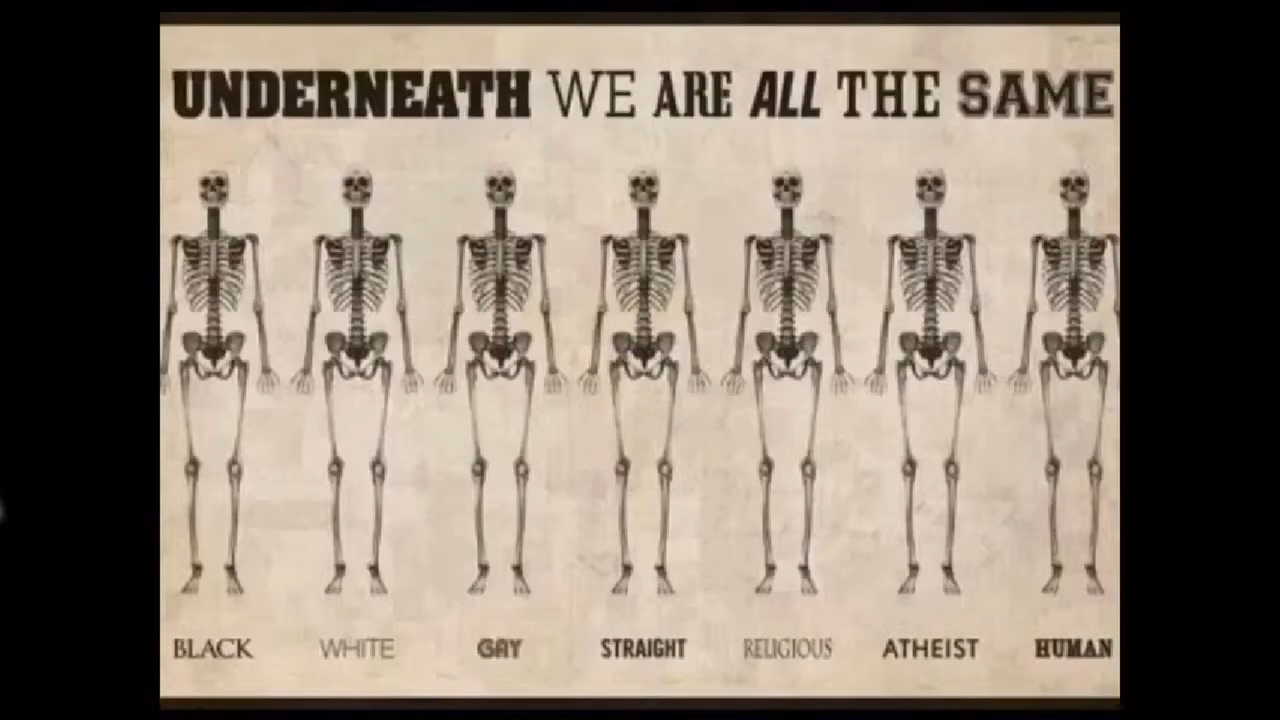 UNDERNEATH WE ARE ALL THE SAME
BLACK WHITE GAY STRAIGHT RELIGIOUS ATHEIST HUMAN